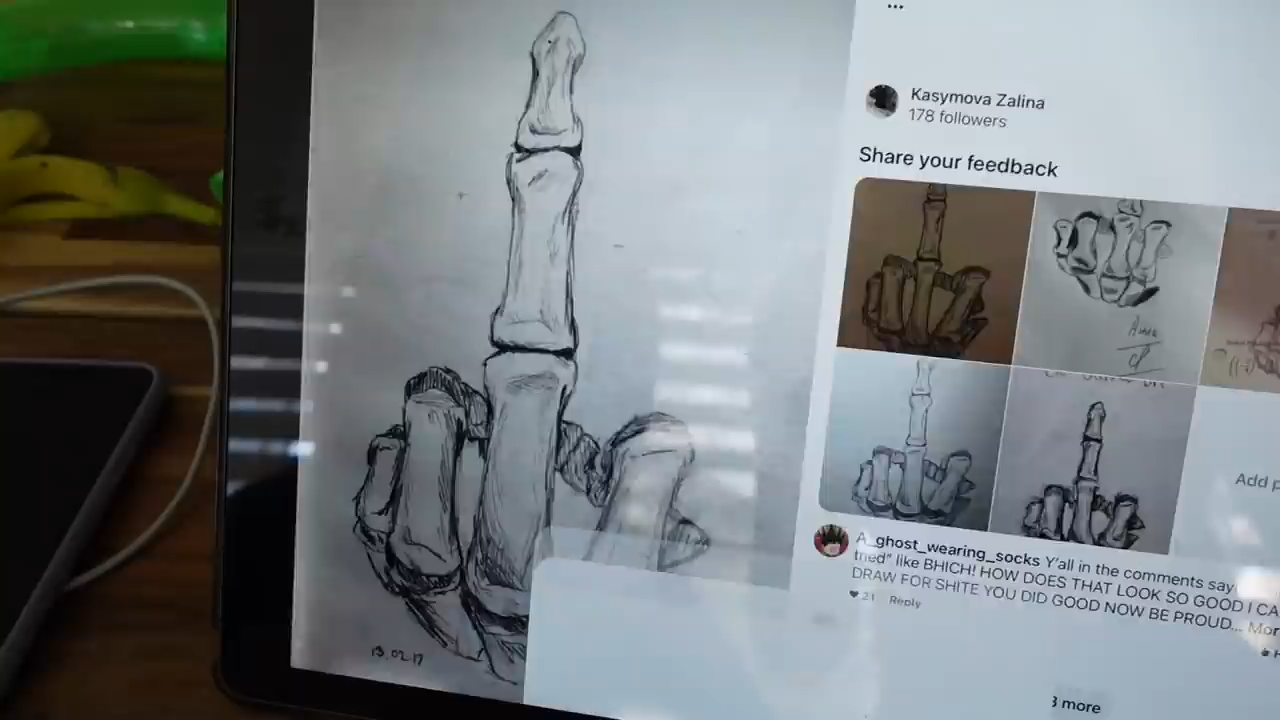 ...
Kasymova Zalina
178 followers
Share your feedback
Anna
A_ghost_wearing_socks Y'all in the comments say
tried" like BHICH! HOW DOES THAT LOOK SO GOOD I CA
DRAW FOR SHITE YOU DID GOOD NOW BE PROUD... Mor
21 Reply
Add p
3 more
13.02.17